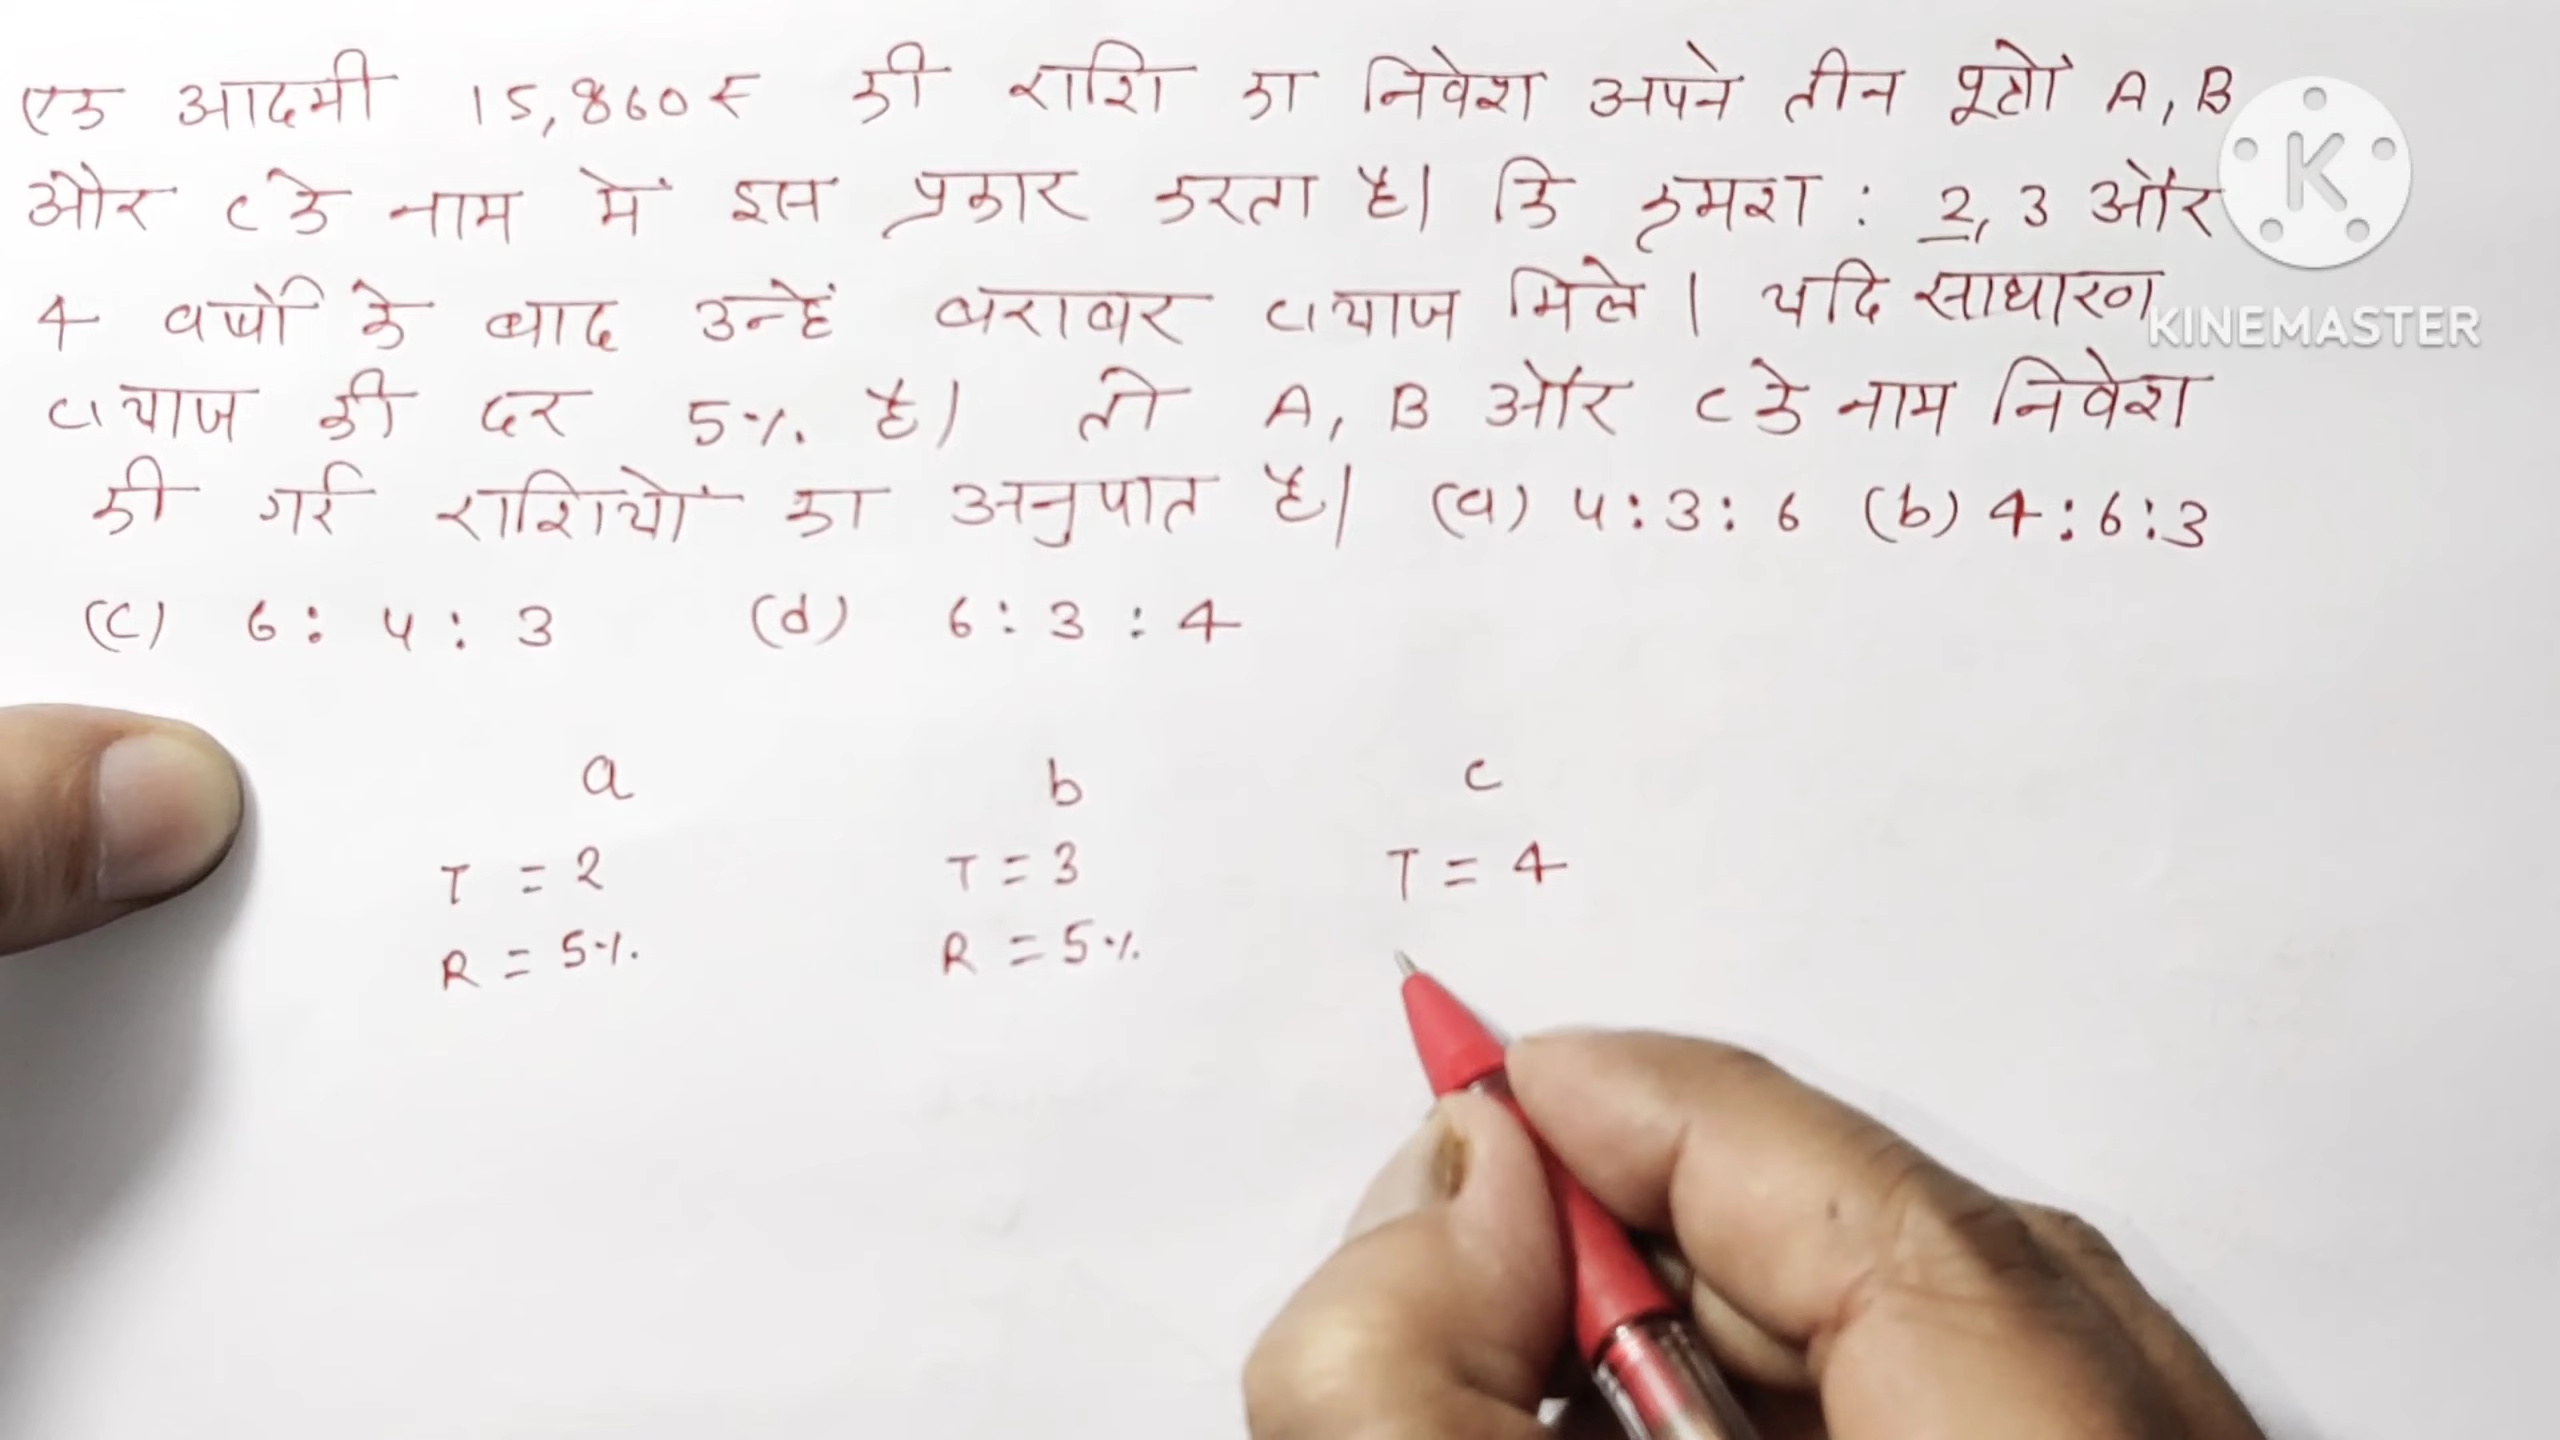 एक आदमी 15,860₹ की राशि का निवेश अपने तीन पूत्रो A, B
और C के नाम में इस प्रकार करता है। कि क्रमश: 2, 3 और
4 वर्षो के बाद उन्हें बराबर ब्याज मिले। यदि साधारण
ब्याज की दर 5% है। तो A, B और C के नाम निवेश
की गई राशियों का अनुपात है। (a) 4:3:6 (b) 4:6:3
(c) 6:4:3 (d) 6:3:4
a b c
T = 2 T = 3 T = 4
R = 5% R = 5%
K
KINEMASTER